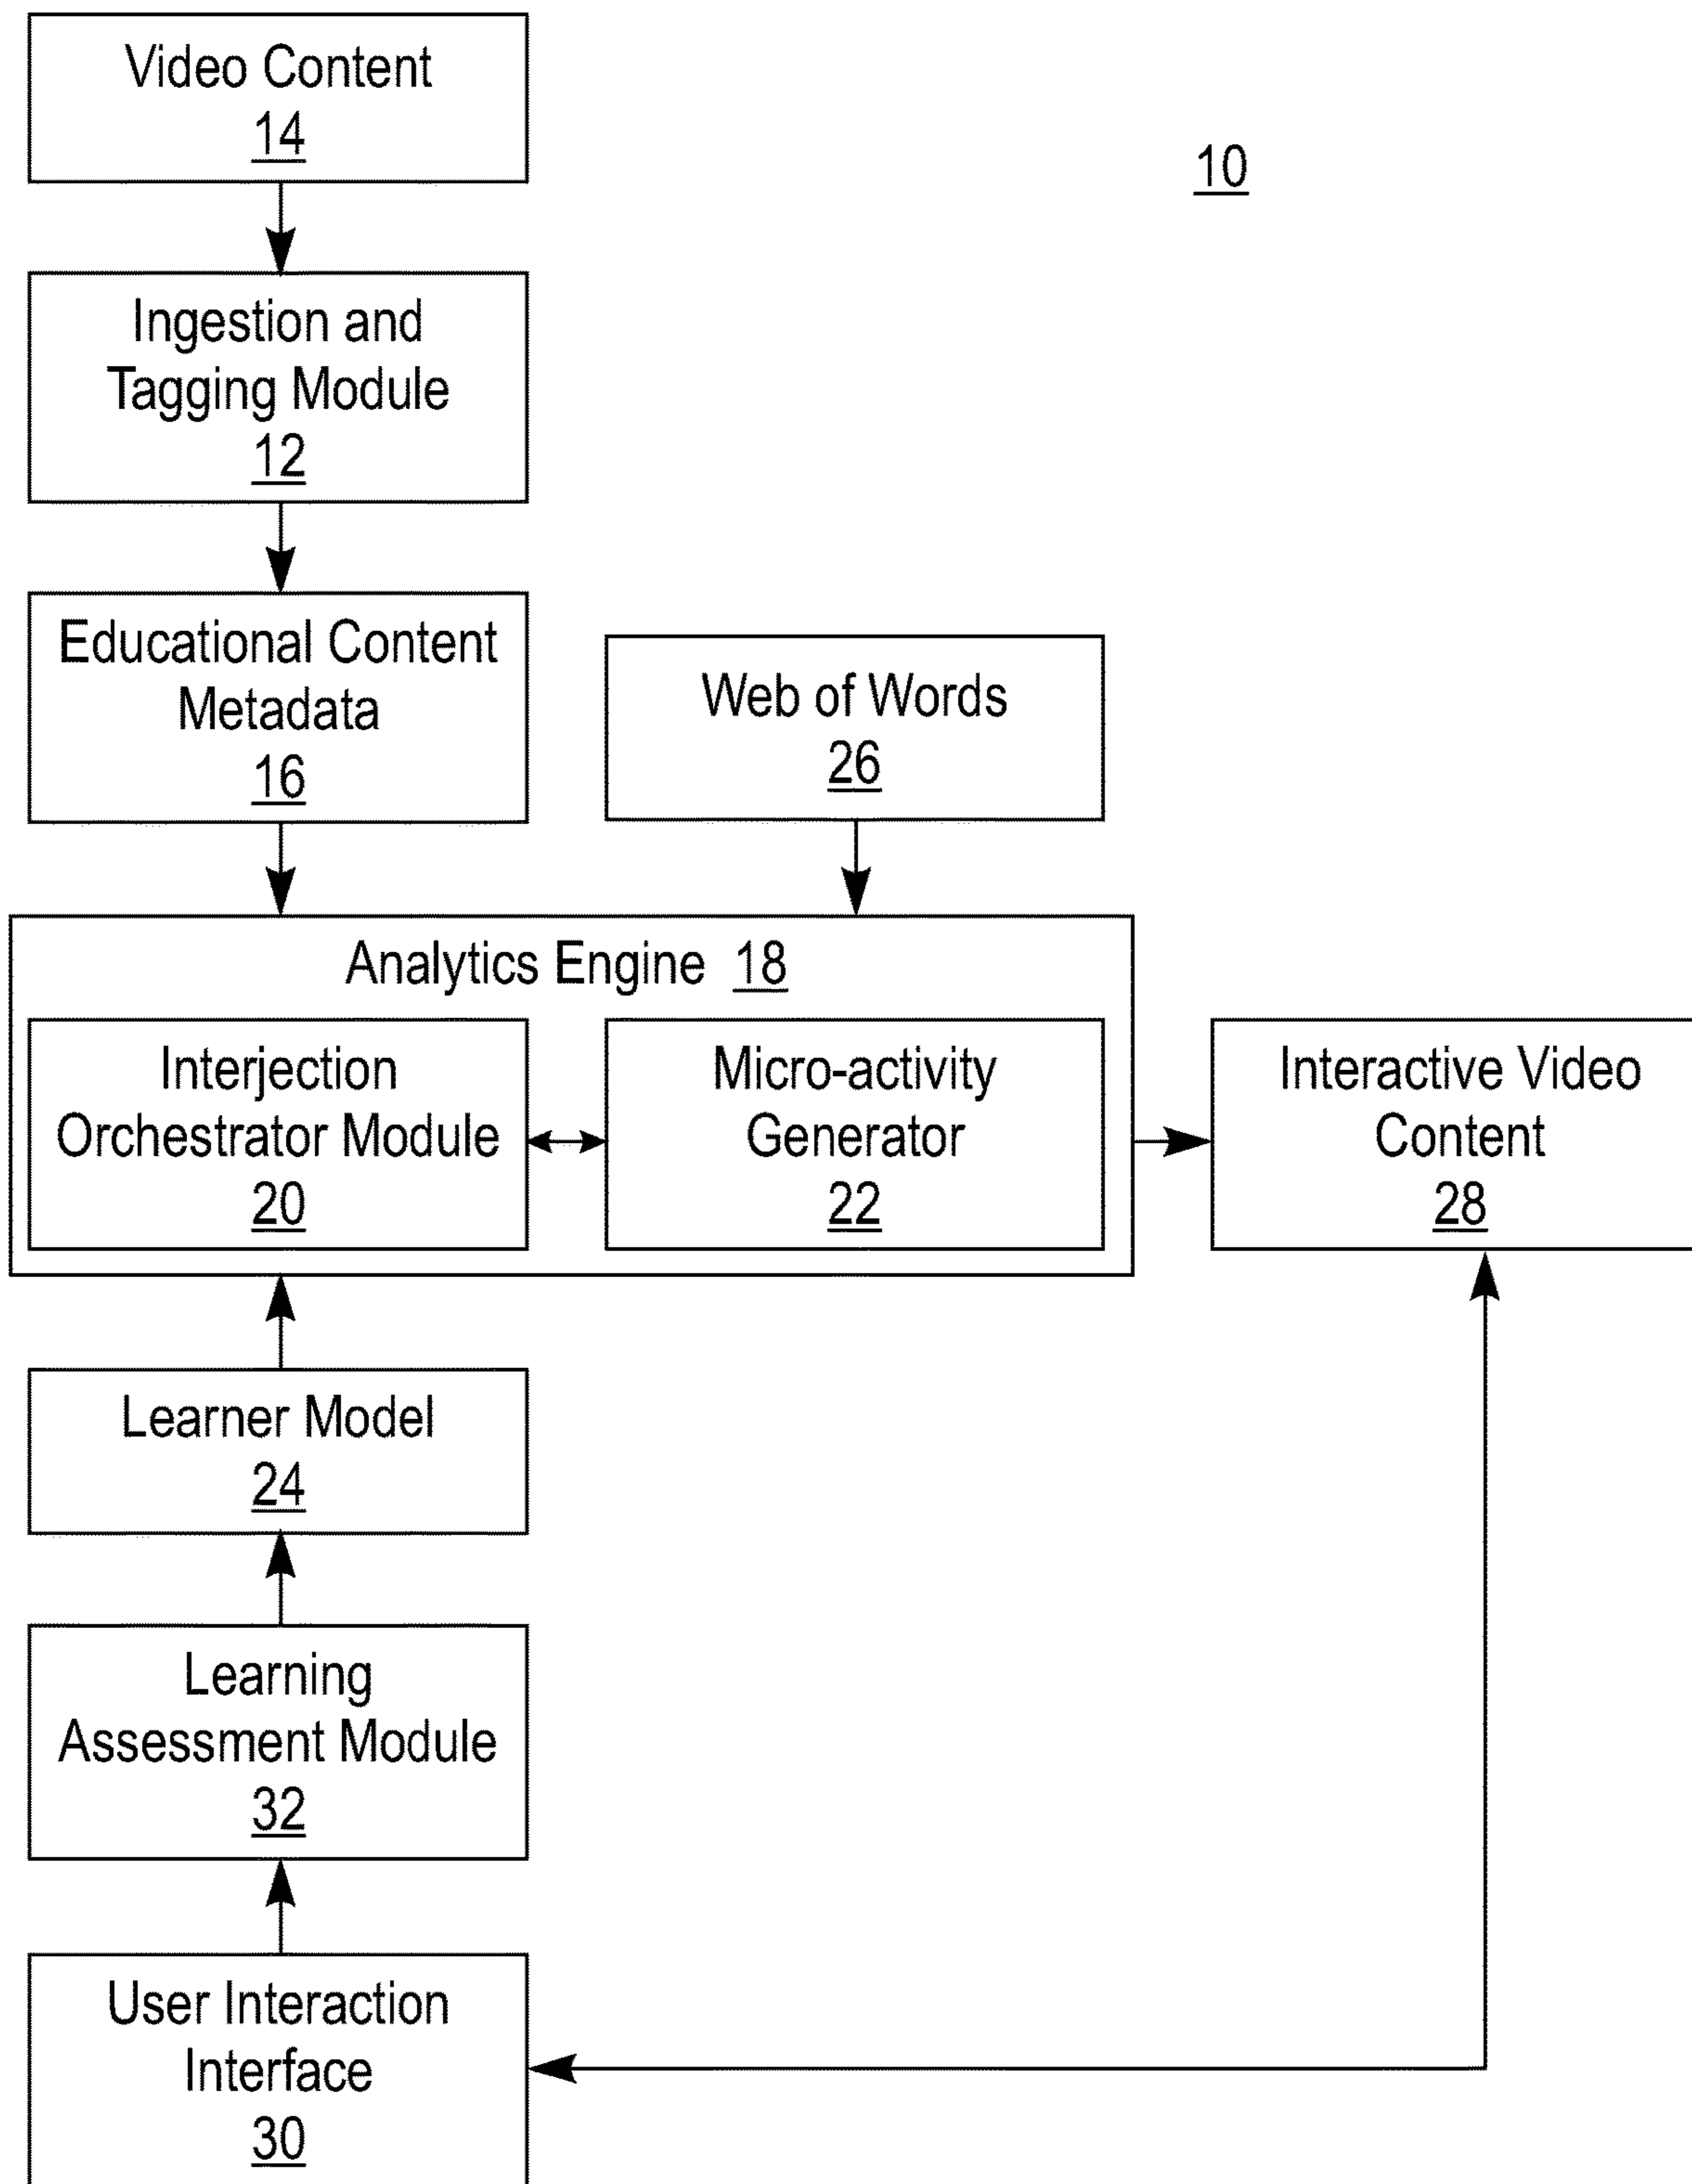 Video Content
14
10
Ingestion and
Tagging Module
12
Educational Content
Metadata
16
Web of Words
26
Analytics Engine 18
Interjection
Orchestrator Module
20
Micro-activity
Generator
22
Interactive Video
Content
28
Learner Model
24
Learning
Assessment Module
32
User Interaction
Interface
30